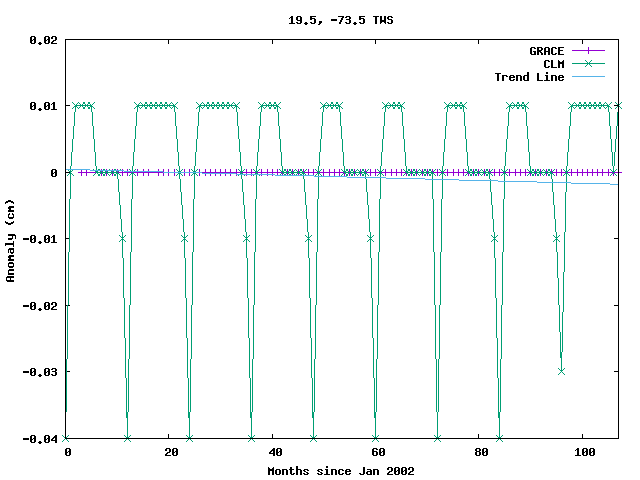 19.5, -73.5 TWS
GRACE
CLM
Trend Line
0.02
0.01
0
-0.01
-0.02
-0.03
-0.04
Anomaly (cm)
0 20 40 60 80 100
Months since Jan 2002